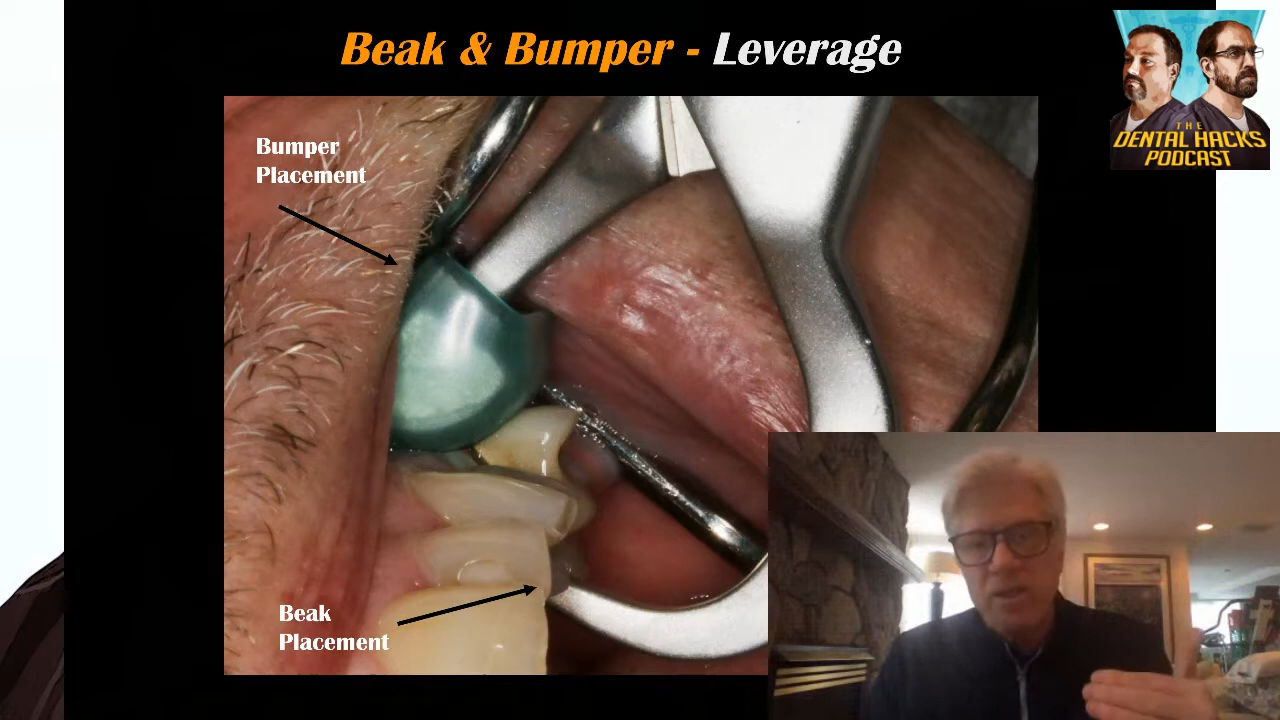 Beak & Bumper - Leverage
Bumper
Placement
Beak
Placement
THE
DENTAL HACKS
PODCAST